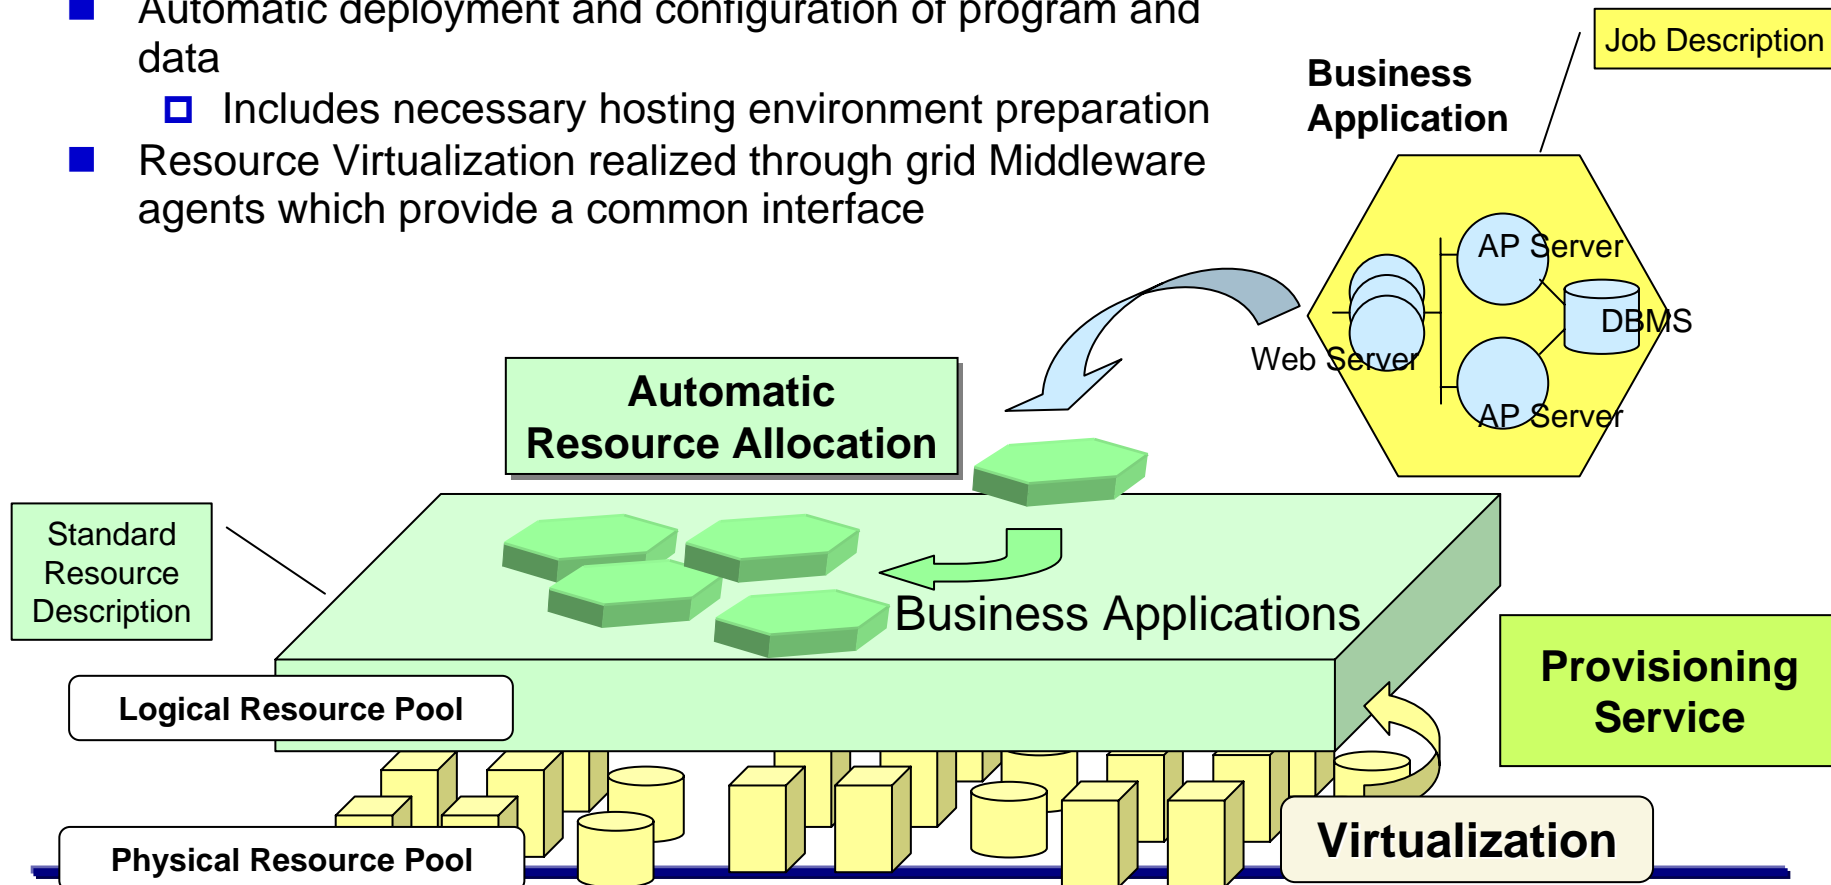 Automatic deployment and configuration of program and
data
Includes necessary hosting environment preparation
Resource Virtualization realized through grid Middleware
agents which provide a common interface
Job Description
Business
Application
AP Server
DBMS
Web Server
AP Server
Automatic
Resource Allocation
Standard
Resource
Description
Business Applications
Provisioning
Service
Logical Resource Pool
Virtualization
Physical Resource Pool